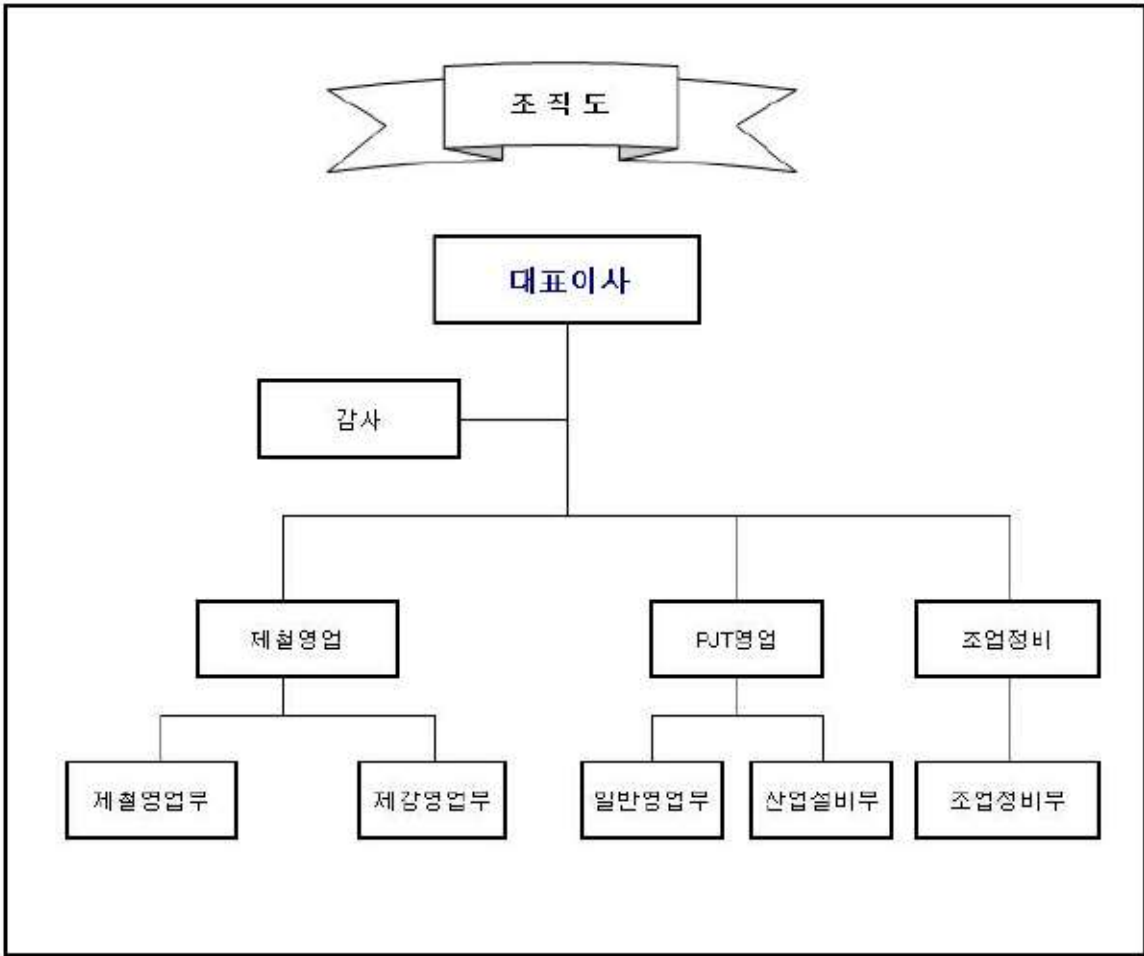 조 직 도
대표이사
감사
제철영업
PJT영업
조업정비
제철영업부
제강영업부
일반영업부
산업설비부
조업정비부